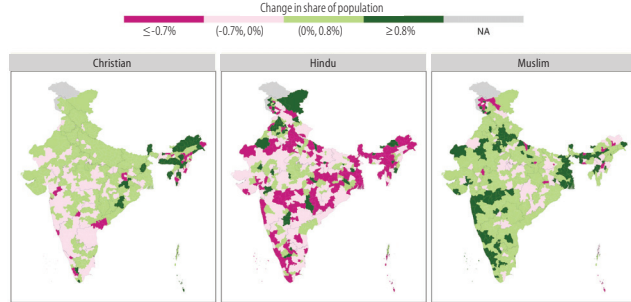 Change in share of population
≤-0.7% (-0.7%, 0%) (0%, 0.8%) ≥0.8% NA
Christian Hindu Muslim